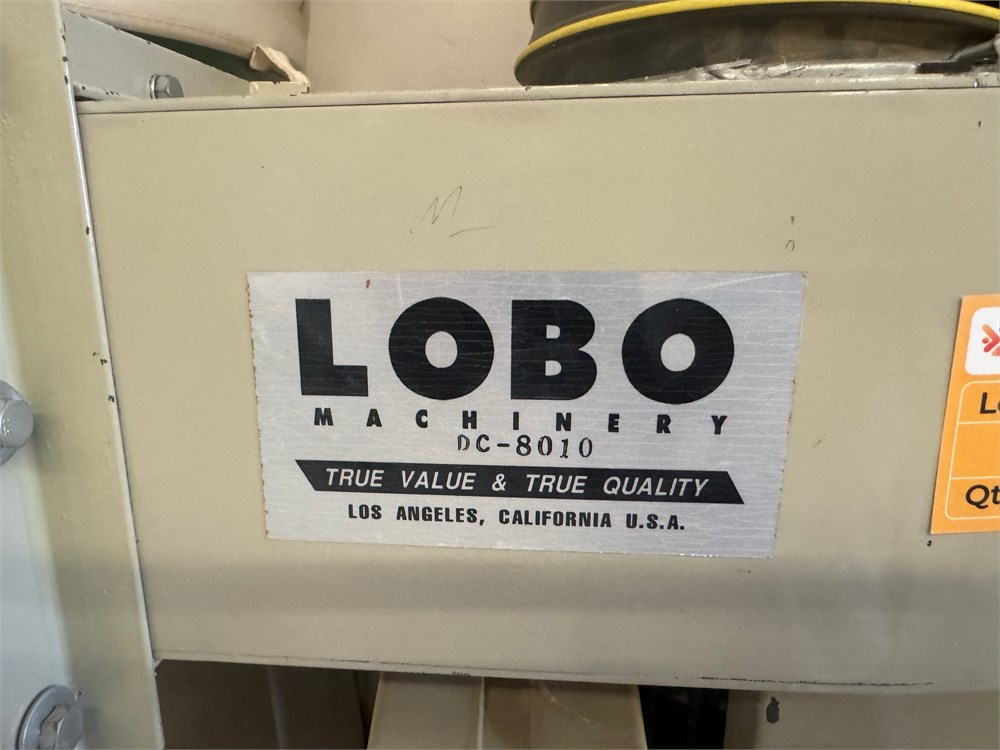 LOBO
MACHINERY
DC-8010
TRUE VALUE & TRUE QUALITY
LOS ANGELES, CALIFORNIA U.S.A.